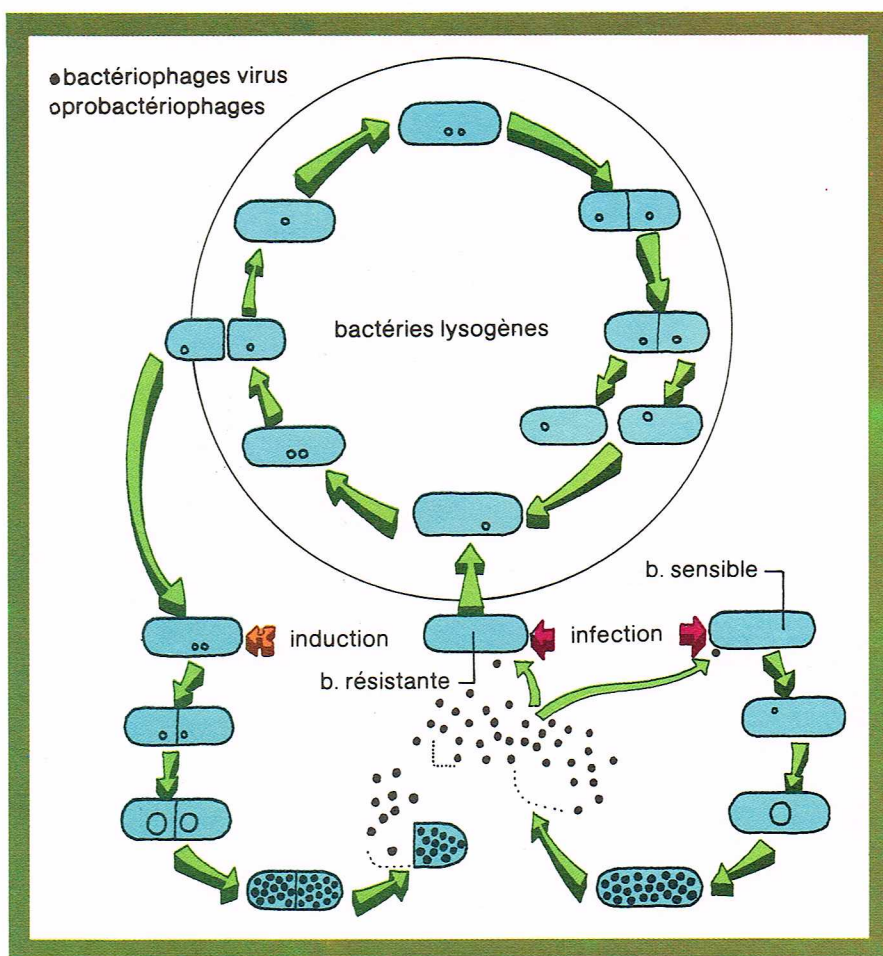 bactériophages virus
probactériophages
bactéries lysogènes
b. sensible
induction
infection
b. résistante